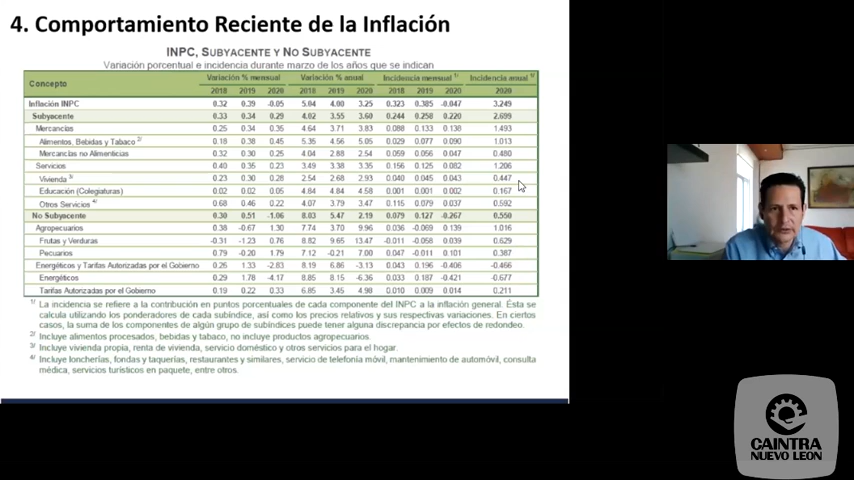 4. Comportamiento Reciente de la Inflación
INPC, SUBYACENTE Y NO SUBYACENTE
Variación porcentual e incidencia durante marzo de los años que se indican
Concepto Variación % mensual Variación % anual Incidencia mensual 1/ Incidencia anual 1/
2018 2019 2020 2018 2019 2020 2018 2019 2020 2020
Inflación INPC 0.32 0.39 -0.05 5.04 4.00 3.25 0.323 0.385 -0.047 3.249
Subyacente 0.33 0.34 0.29 4.02 3.55 3.60 0.244 0.258 0.220 2.699
Mercancías 0.25 0.34 0.35 4.64 3.71 3.83 0.088 0.133 0.138 1.493
Alimentos, Bebidas y Tabaco 2/ 0.18 0.38 0.45 5.35 4.56 5.05 0.029 0.077 0.090 1.013
Mercancías no Alimenticias 0.32 0.30 0.25 4.04 2.88 2.54 0.059 0.056 0.047 0.480
Servicios 0.40 0.35 0.23 3.49 3.38 3.35 0.156 0.125 0.082 1.206
Vivienda 3/ 0.23 0.30 0.28 2.54 2.68 2.93 0.040 0.045 0.043 0.447
Educación (Colegiaturas) 0.02 0.02 0.05 4.84 4.84 4.58 0.001 0.001 0.002 0.167
Otros Servicios 4/ 0.68 0.46 0.22 4.07 3.79 3.47 0.115 0.079 0.037 0.592
No Subyacente 0.30 0.51 -1.06 8.03 5.47 2.19 0.079 0.127 -0.267 0.550
Agropecuarios 0.38 -0.67 1.30 7.74 3.70 9.96 0.036 -0.069 0.139 1.016
Frutas y Verduras -0.31 -1.23 0.76 8.82 9.65 13.47 -0.011 -0.058 0.039 0.629
Pecuarios 0.79 -0.20 1.79 7.12 -0.21 7.00 0.047 -0.011 0.101 0.387
Energéticos y Tarifas Autorizadas por el Gobierno 0.26 1.33 -2.83 8.19 6.86 -3.13 0.043 0.196 -0.406 -0.466
Energéticos 0.29 1.78 -4.17 8.85 8.15 -6.36 0.033 0.187 -0.421 -0.677
Tarifas Autorizadas por el Gobierno 0.19 0.22 0.33 6.85 3.45 4.98 0.010 0.009 0.014 0.211
1/ La incidencia se refiere a la contribución en puntos porcentuales de cada componente del INPC a la inflación general. Ésta se
calcula utilizando los ponderadores de cada subíndice, así como los precios relativos y sus respectivas variaciones. En ciertos
casos, la suma de los componentes de algún grupo de subíndices puede tener alguna discrepancia por efectos de redondeo.
2/ Incluye alimentos procesados, bebidas y tabaco, no incluye productos agropecuarios.
3/ Incluye vivienda propia, renta de vivienda, servicio doméstico y otros servicios para el hogar.
4/ Incluye loncherías, fondas y taquerías, restaurantes y similares, servicio de telefonía móvil, mantenimiento de automóvil, consulta
médica, servicios turísticos en paquete, entre otros.
CAINTRA
NUEVO LEÓN